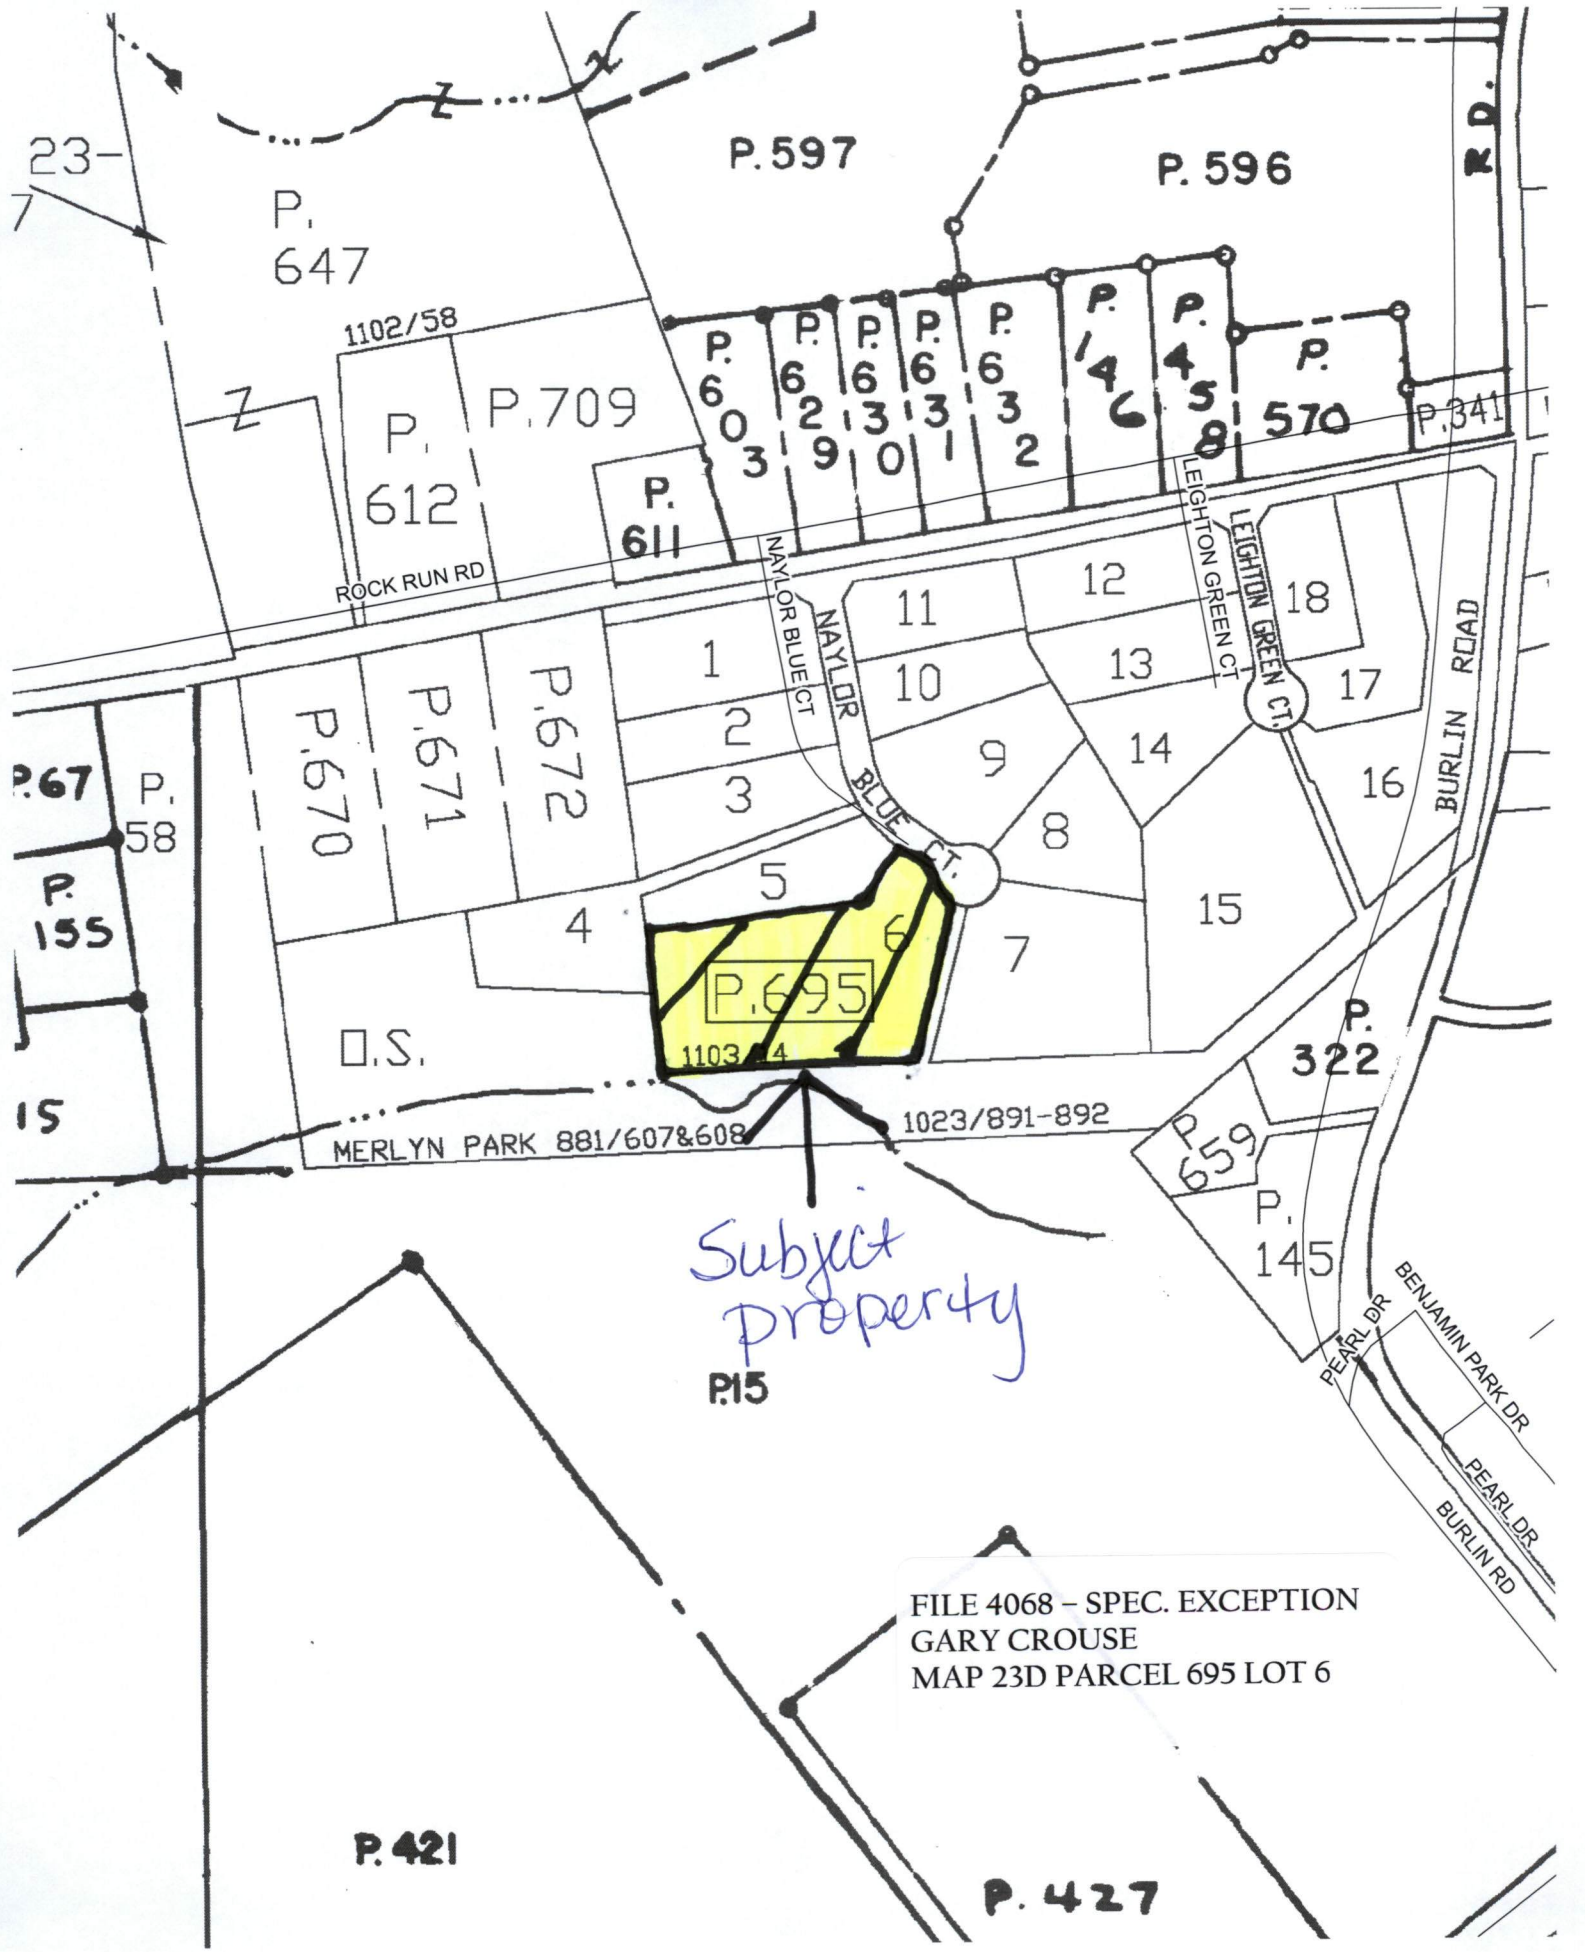 R D.
23-
7
P. 597
P. 596
P.
647
1102/58
P.
603
P.
629
P.
630
P.
631
P.
632
P.
146
P.
458
P.
570
P.341
P.709
P.
612
P.
611
ROCK RUN RD
NAYLOR BLUE CT
NAYLOR
BLUE
CT.
LEIGHTON GREEN CT
LEIGHTON GREEN CT.
11
12
18
1
10
13
17
2
9
14
16
3
8
BURLIN ROAD
P.670
P.671
P.672
P.67
P.
58
P.
155
5
4
6
7
15
P.695
1103/14
O.S.
P.
322
15
MERLYN PARK 881/607&608
1023/891-892
P.
659
P.
145
Subject
property
P.15
BENJAMIN PARK DR
PEARL DR
PEARL DR
BURLIN RD
FILE 4068 – SPEC. EXCEPTION
GARY CROUSE
MAP 23D PARCEL 695 LOT 6
P. 421
P. 427